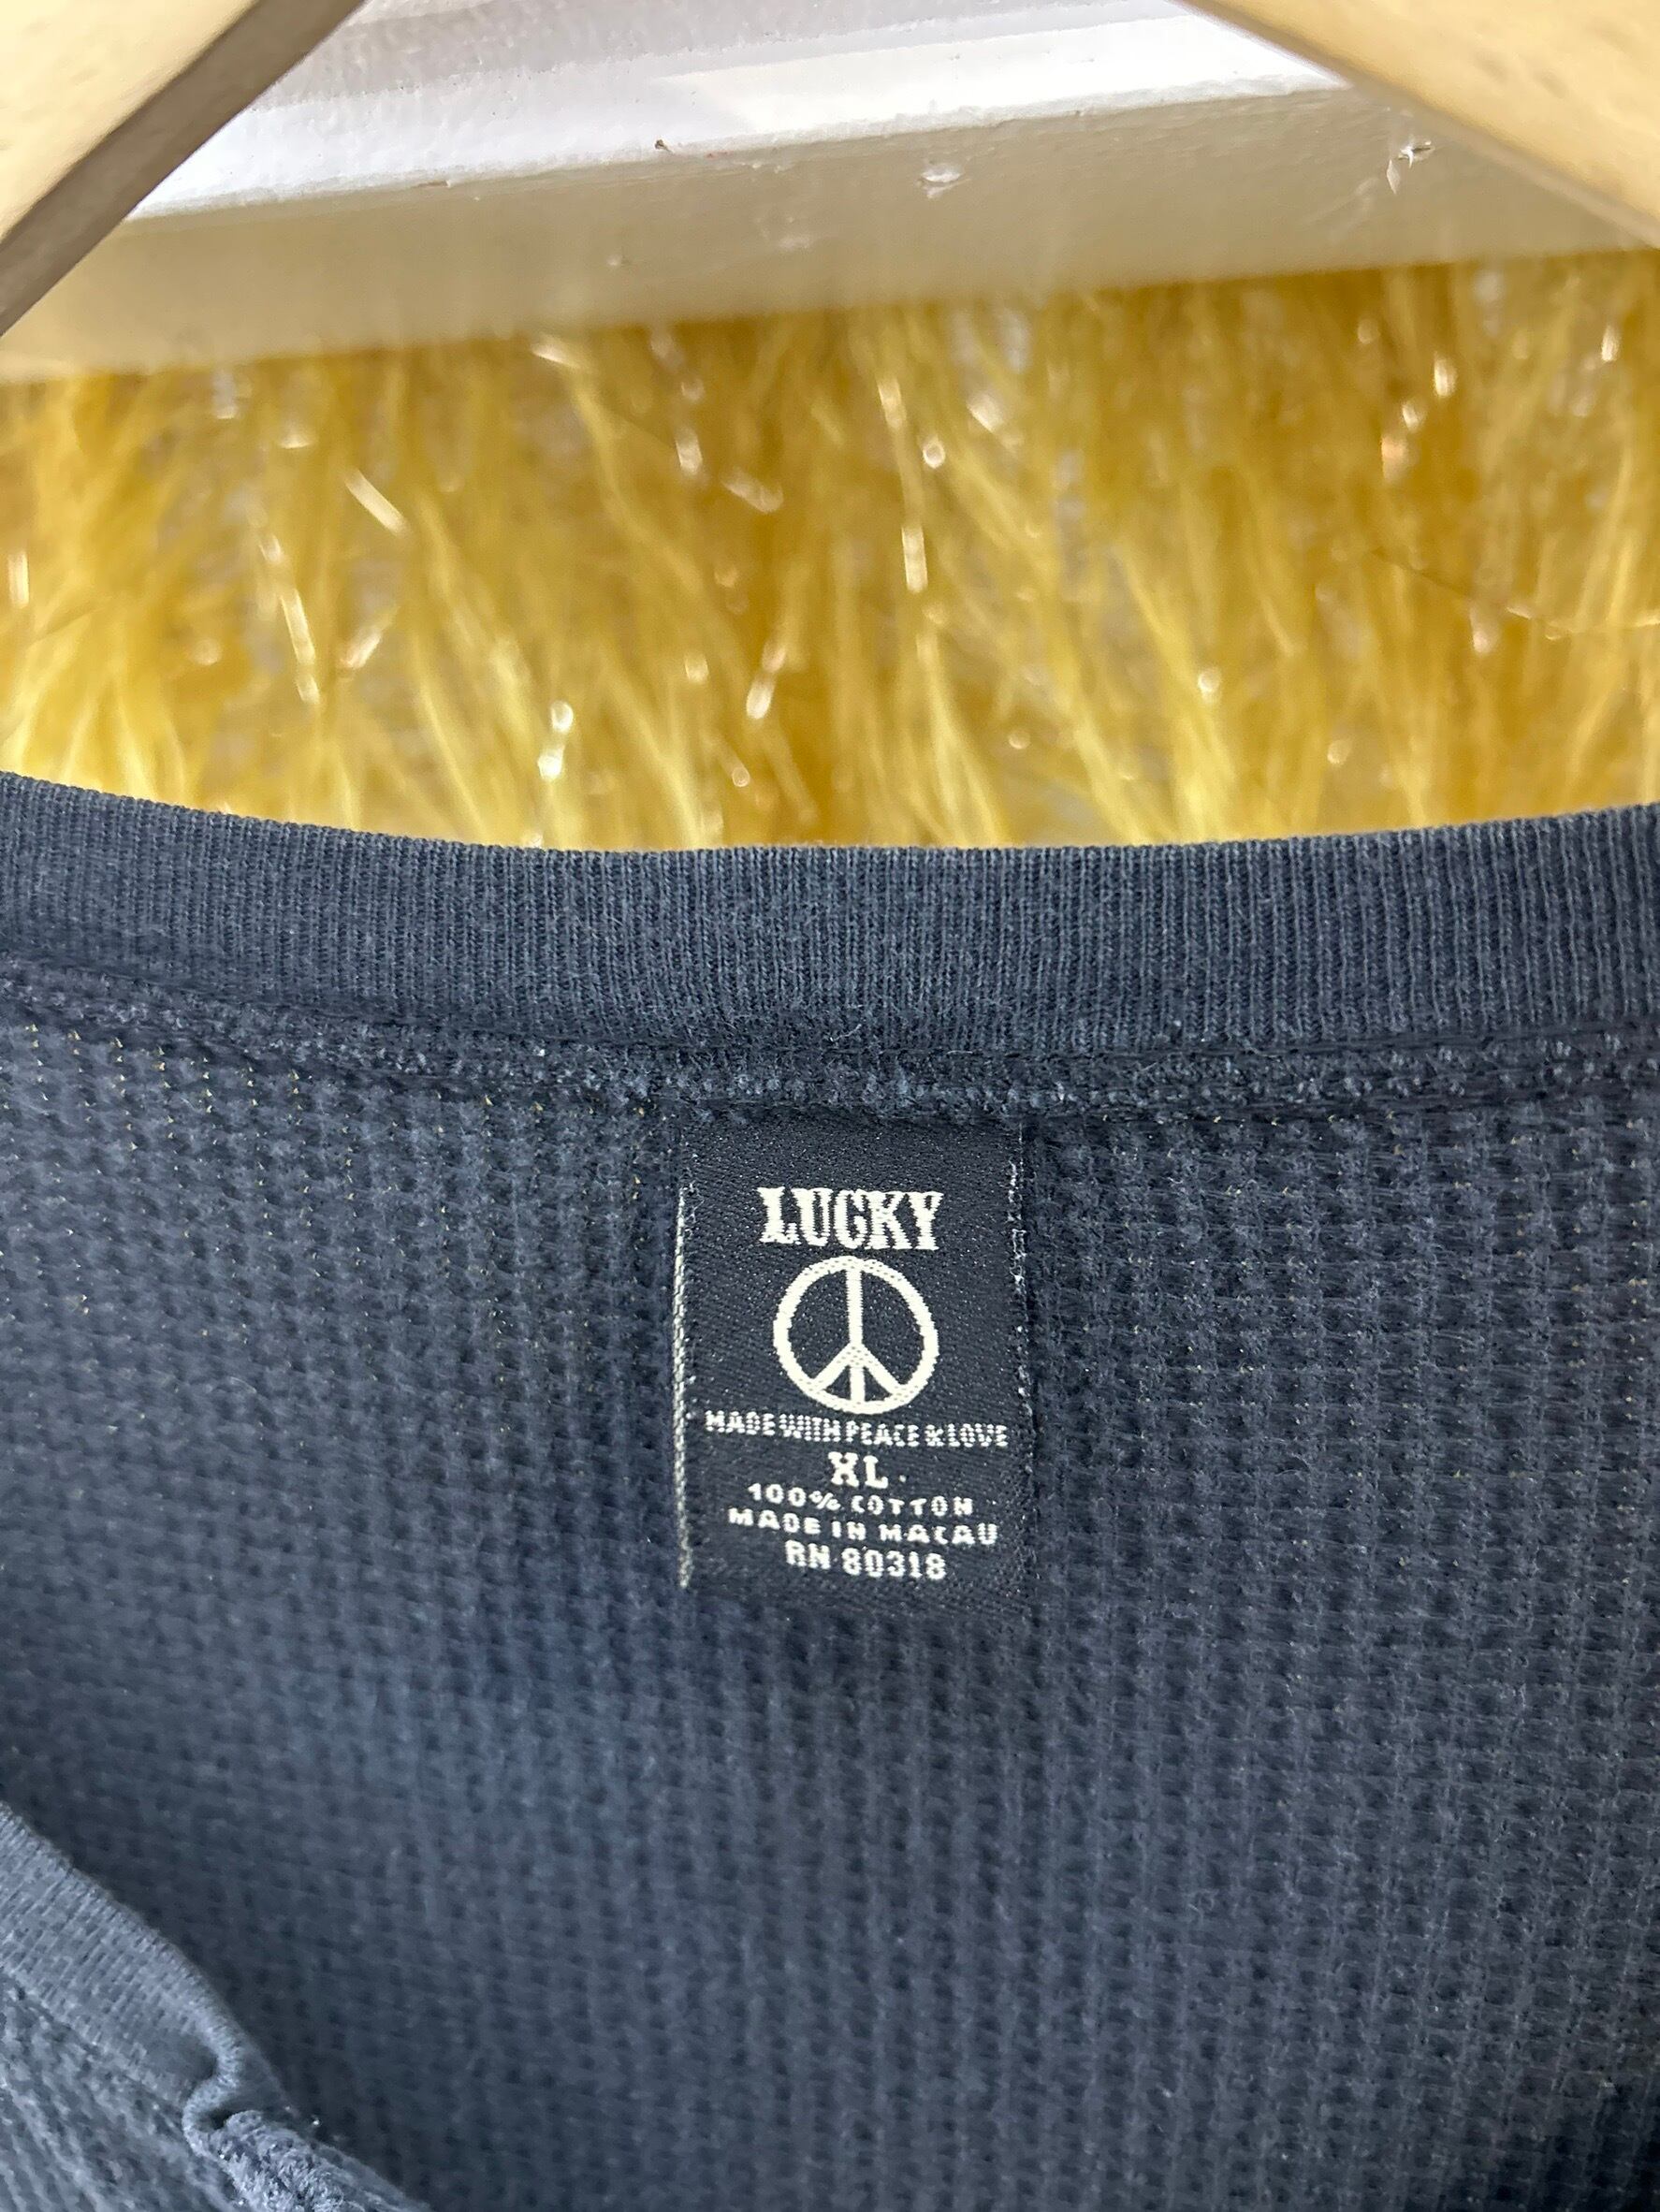 LUCKY
MADE WITH PEACE & LOVE
XL
100% COTTON
MADE IN MACAU
RN 80318